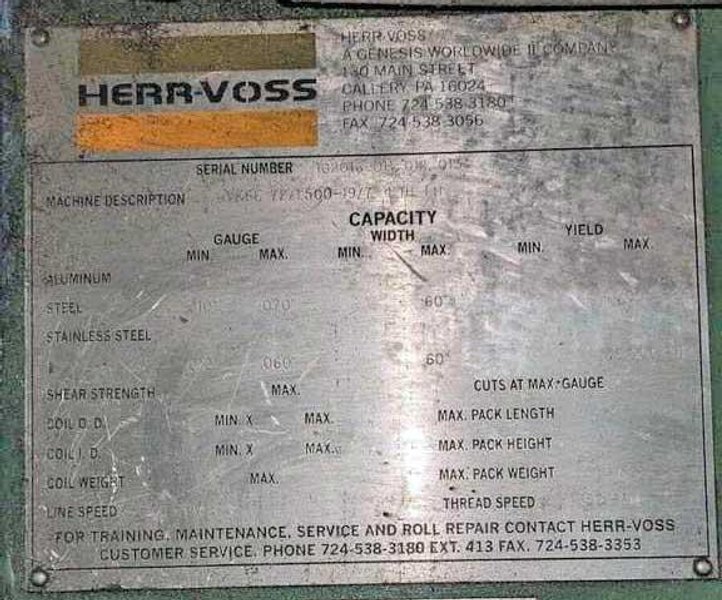 HERR-VOSS
HERR-VOSS
A GENESIS WORLDWIDE II COMPANY
130 MAIN STREET
CALLERY, PA 16024
PHONE 724-538-3180
FAX 724-538-3056
SERIAL NUMBER
MACHINE DESCRIPTION
CAPACITY
GAUGE WIDTH YIELD
MIN. MAX. MIN. MAX. MIN. MAX.
ALUMINUM
STEEL .070 60"
STAINLESS STEEL
.060 60"
SHEAR STRENGTH MAX. CUTS AT MAX. GAUGE
COIL O.D. MIN. X MAX. MAX. PACK LENGTH
COIL I.D. MIN. X MAX. MAX. PACK HEIGHT
COIL WEIGHT MAX. MAX. PACK WEIGHT
LINE SPEED THREAD SPEED
FOR TRAINING, MAINTENANCE, SERVICE AND ROLL REPAIR CONTACT HERR-VOSS
CUSTOMER SERVICE. PHONE 724-538-3180 EXT. 413 FAX. 724-538-3353